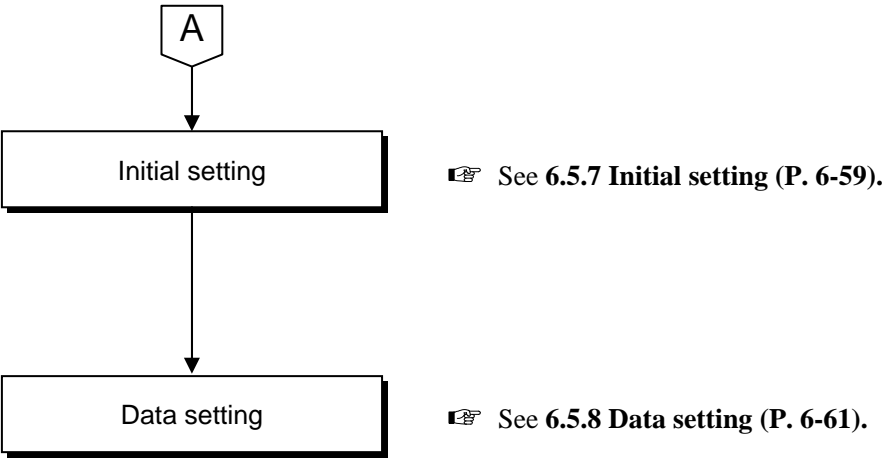 A
Initial setting
☞ See 6.5.7 Initial setting (P. 6-59).
Data setting
☞ See 6.5.8 Data setting (P. 6-61).